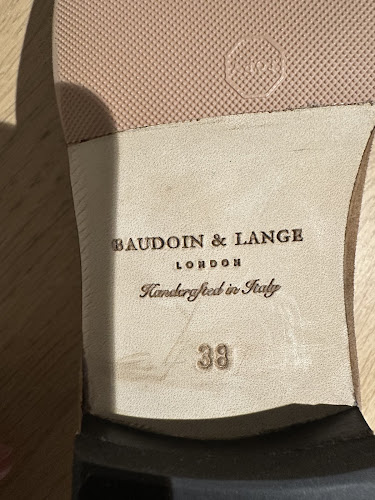 BAUDOIN & LANGE
LONDON
Handcrafted in Italy
38